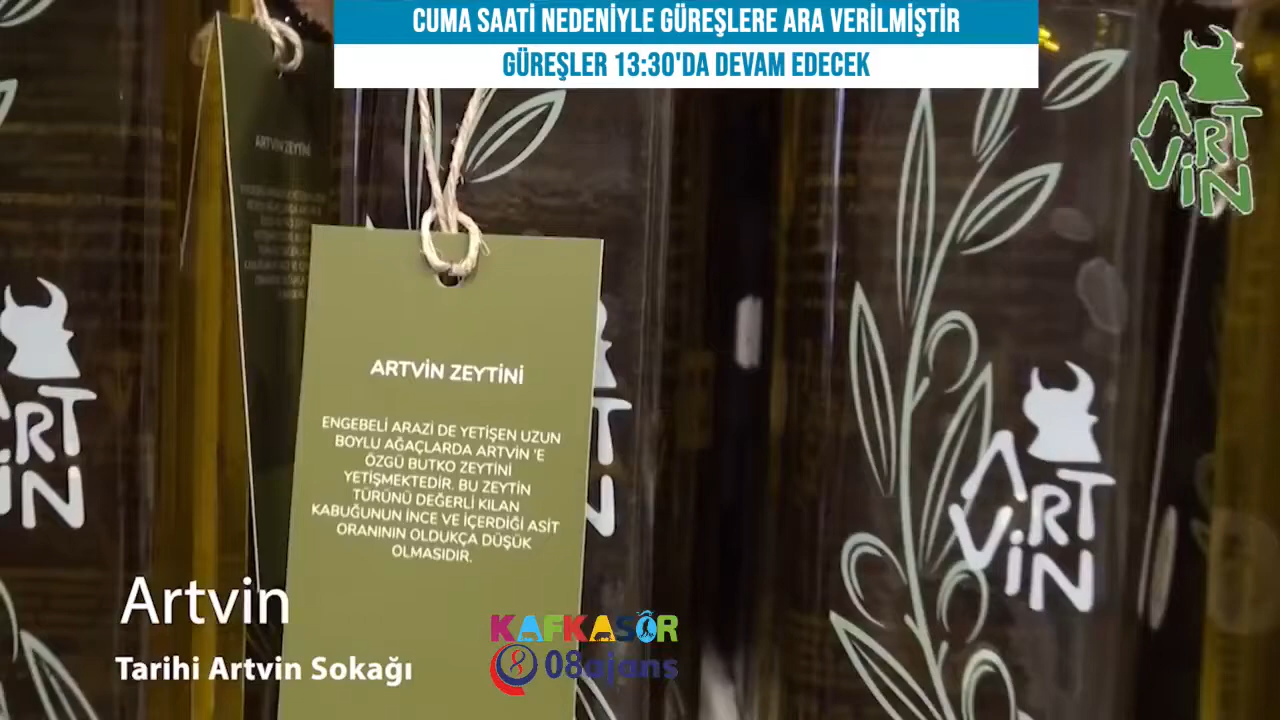 CUMA SAATİ NEDENİYLE GÜREŞLERE ARA VERİLMİŞTİR
GÜREŞLER 13:30'DA DEVAM EDECEK
ARTVİN
ARTVİN ZEYTİNİ
ARTVİN ZEYTİNİ
ENGEBELİ ARAZİ DE YETİŞEN UZUN
BOYLU AĞAÇLARDA ARTVİN 'E
ÖZGÜ BUTKO ZEYTİNİ
YETİŞMEKTEDİR. BU ZEYTİN
TÜRÜNÜ DEĞERLİ KILAN
KABUĞUNUN İNCE VE İÇERDİĞİ ASİT
ORANININ OLDUKÇA DÜŞÜK
OLMASIDIR.
ARTVİN
Artvin
Tarihi Artvin Sokağı
KAFKASÖR
08ajans